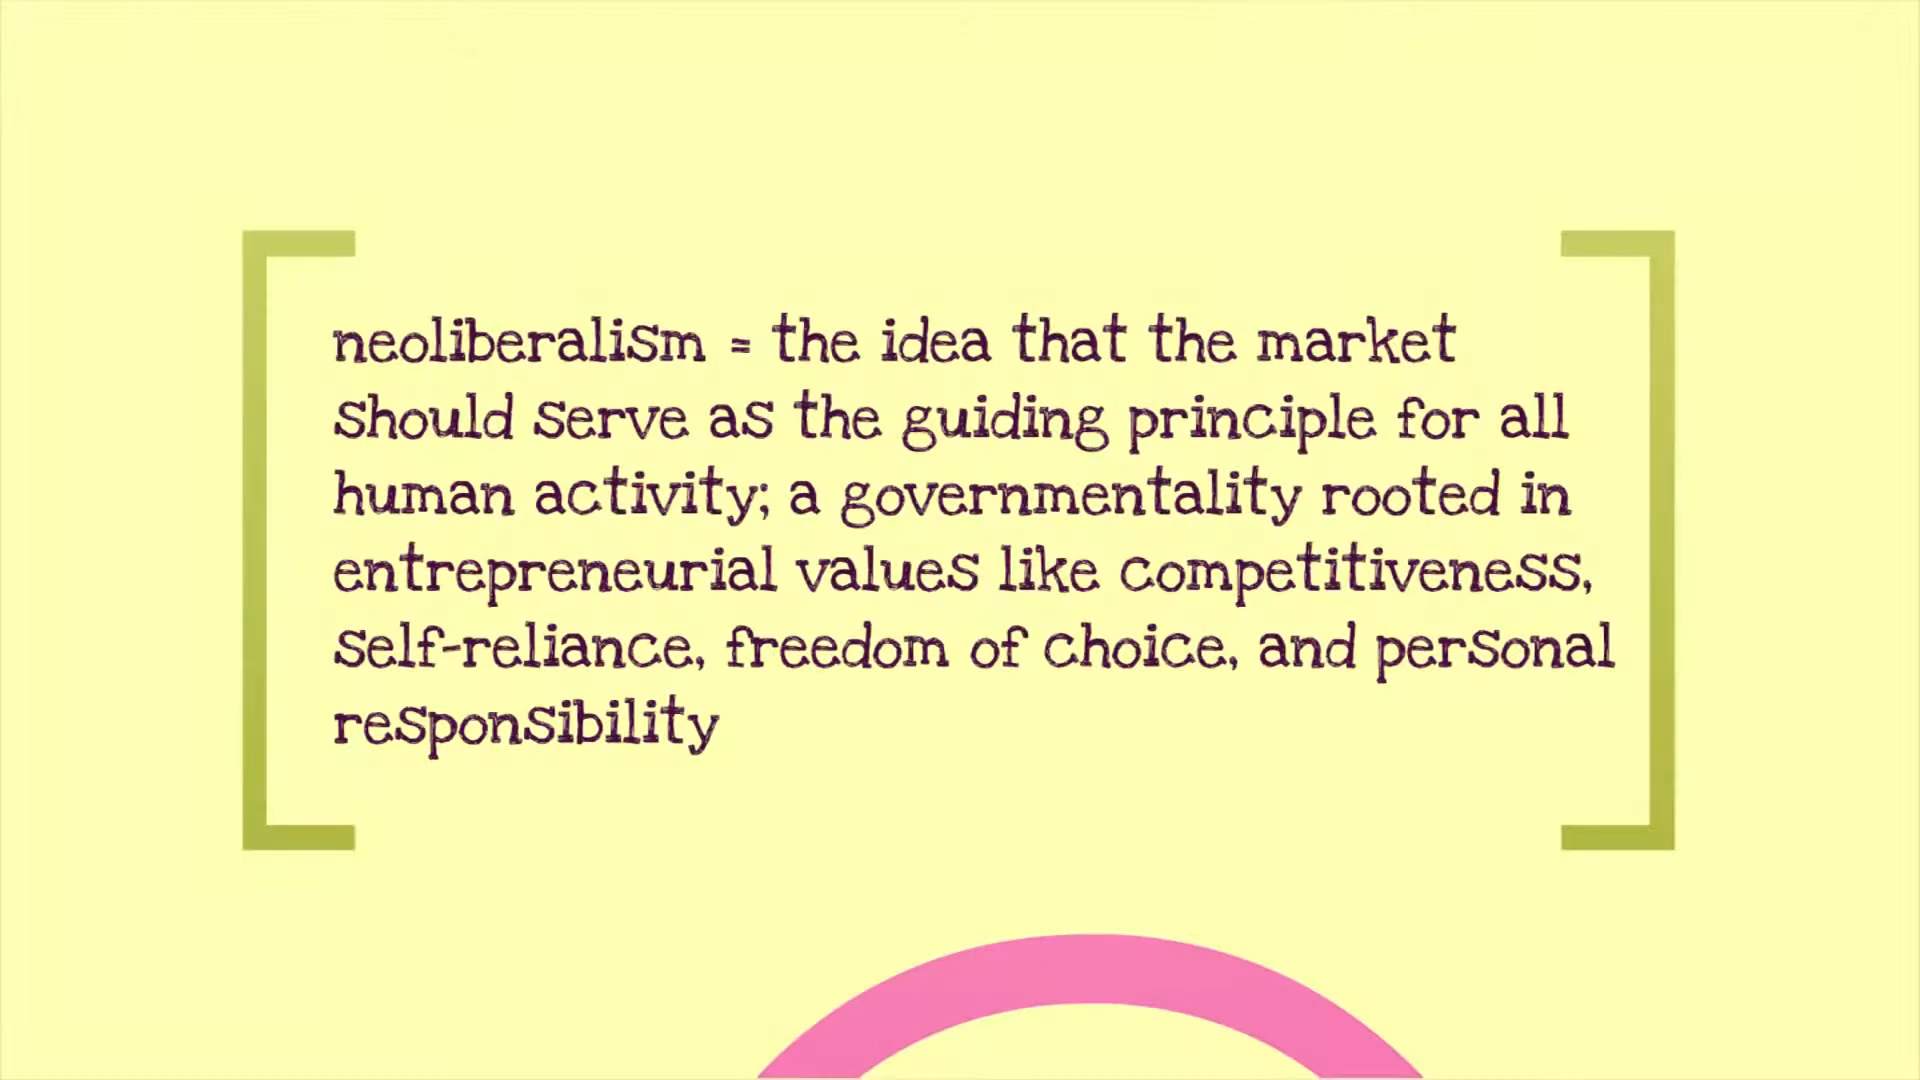 neoliberalism = the idea that the market
should serve as the guiding principle for all
human activity; a governmentality rooted in
entrepreneurial values like competitiveness,
self-reliance, freedom of choice, and personal
responsibility